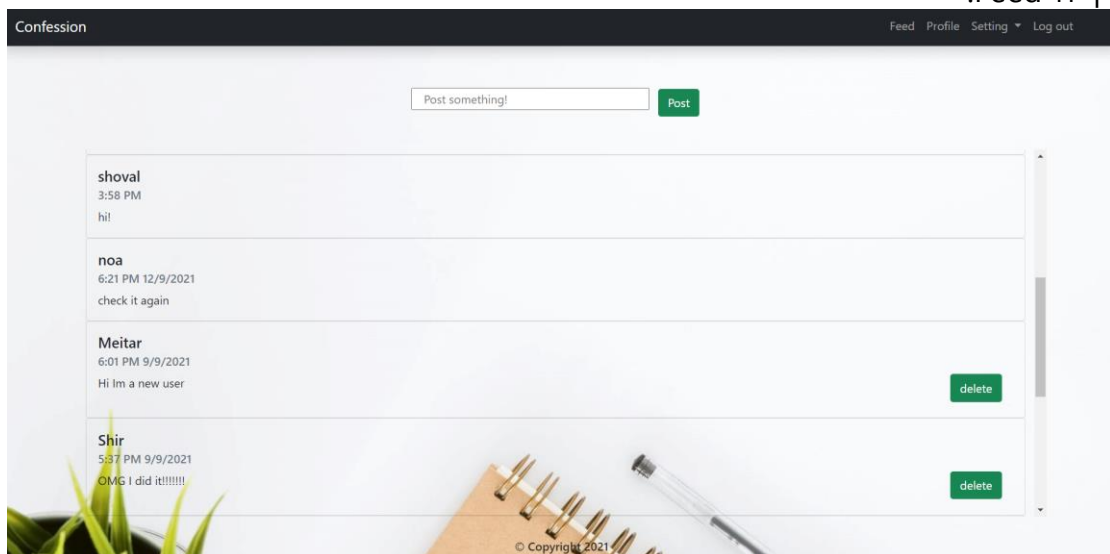 Confession
Feed Profile Setting Log out
Post something! Post
shoval
3:58 PM
hi!
noa
6:21 PM 12/9/2021
check it again
Meitar
6:01 PM 9/9/2021
Hi Im a new user
delete
Shir
5:37 PM 9/9/2021
OMG I did it!!!!!!!
delete
© Copyright 2021